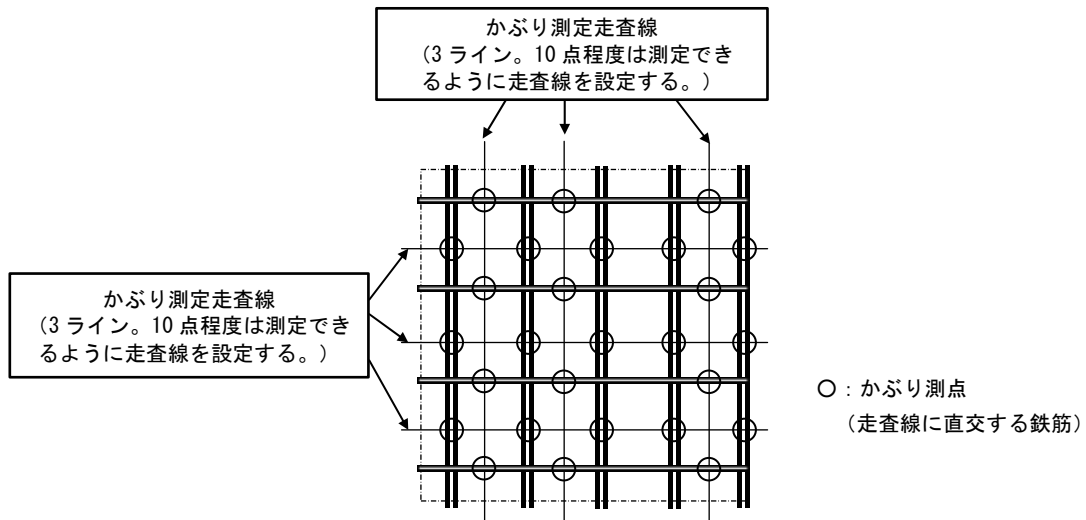 かぶり測定走査線
(3 ライン。10 点程度は測定でき
るように走査線を設定する。)
かぶり測定走査線
(3 ライン。10 点程度は測定でき
るように走査線を設定する。)
○：かぶり測点
(走査線に直交する鉄筋)